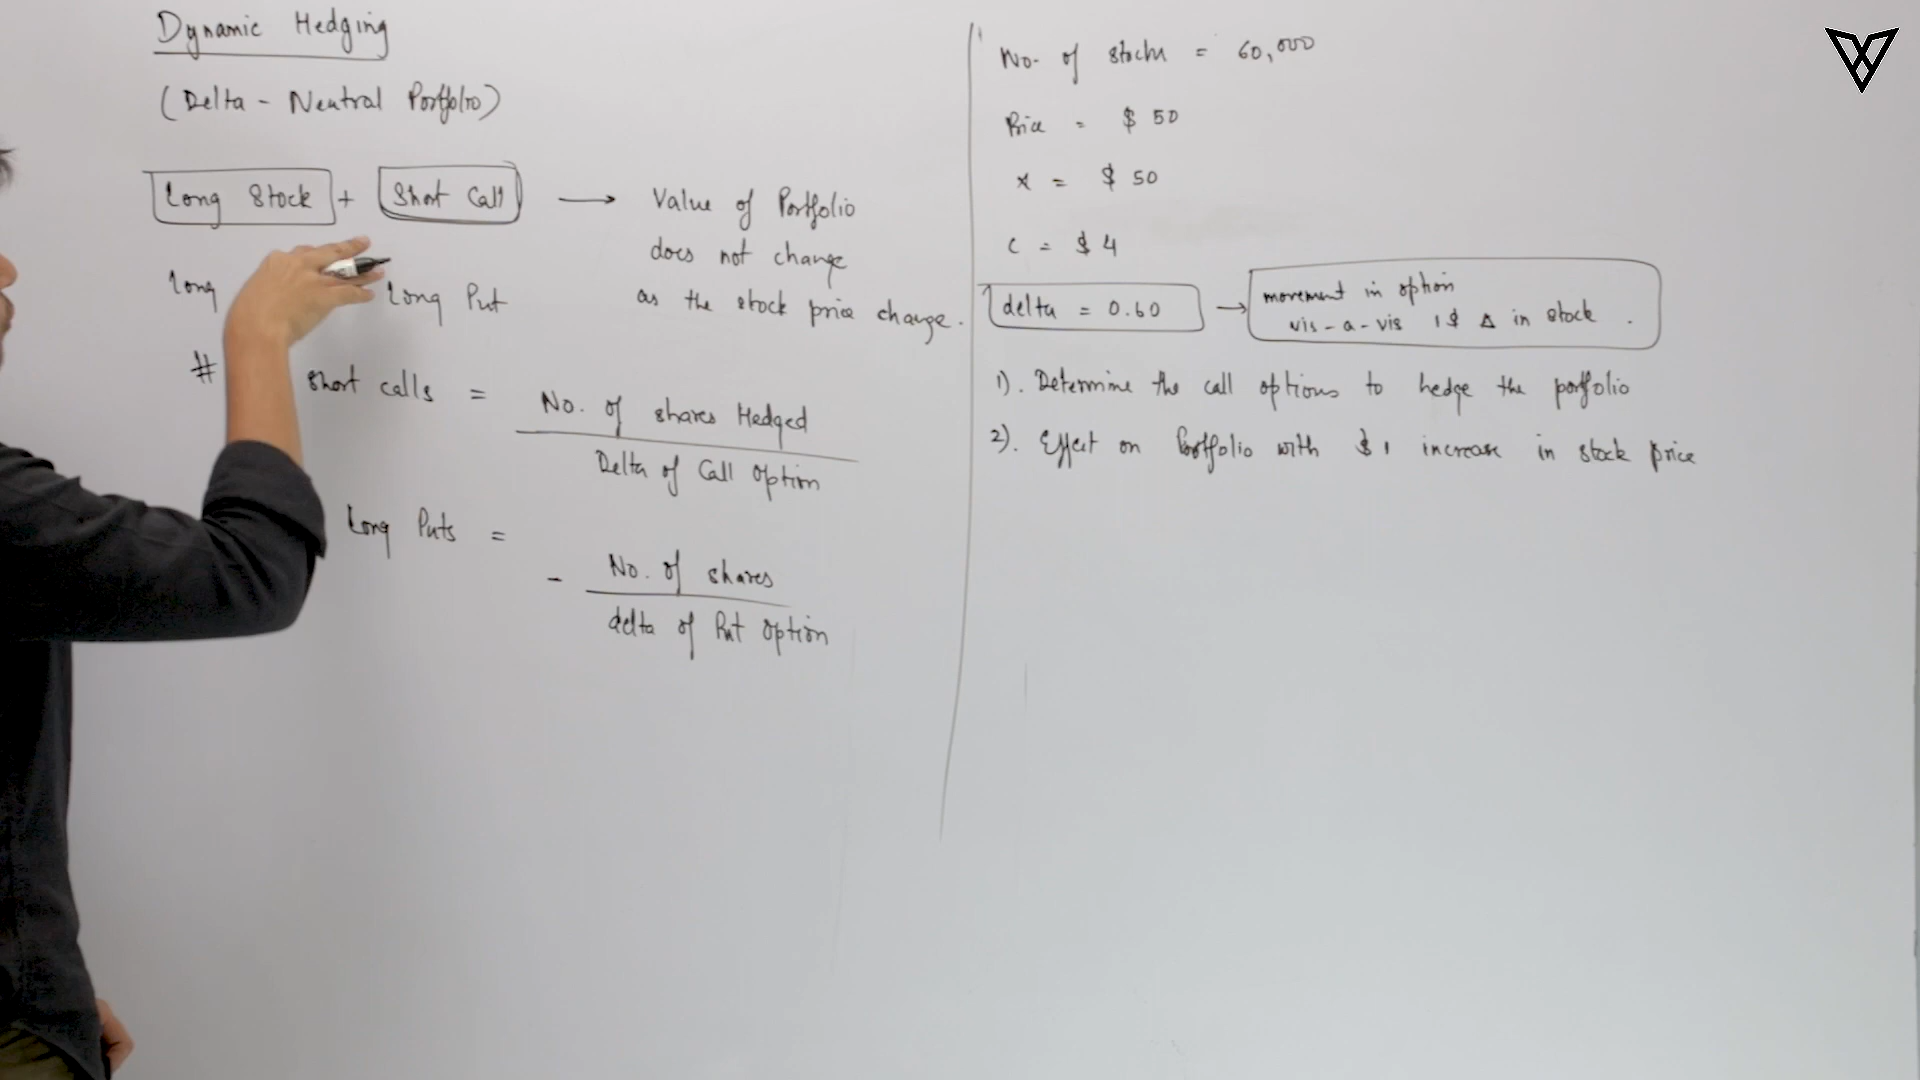 Dynamic Hedging
(Delta - Neutral Portfolio)
Long Stock + Short Call → Value of Portfolio
does not change
as the stock price change.
Long Long Put
# Short calls = No. of shares Hedged
Delta of Call Option
Long Puts = - No. of shares
delta of Put Option
No. of stocks = 60,000
Price = $ 50
X = $ 50
C = $ 4
delta = 0.60 → movement in option
vis-a-vis 1$ Δ in stock.
1). Determine the call options to hedge the portfolio
2). Effect on Portfolio with $1 increase in stock price